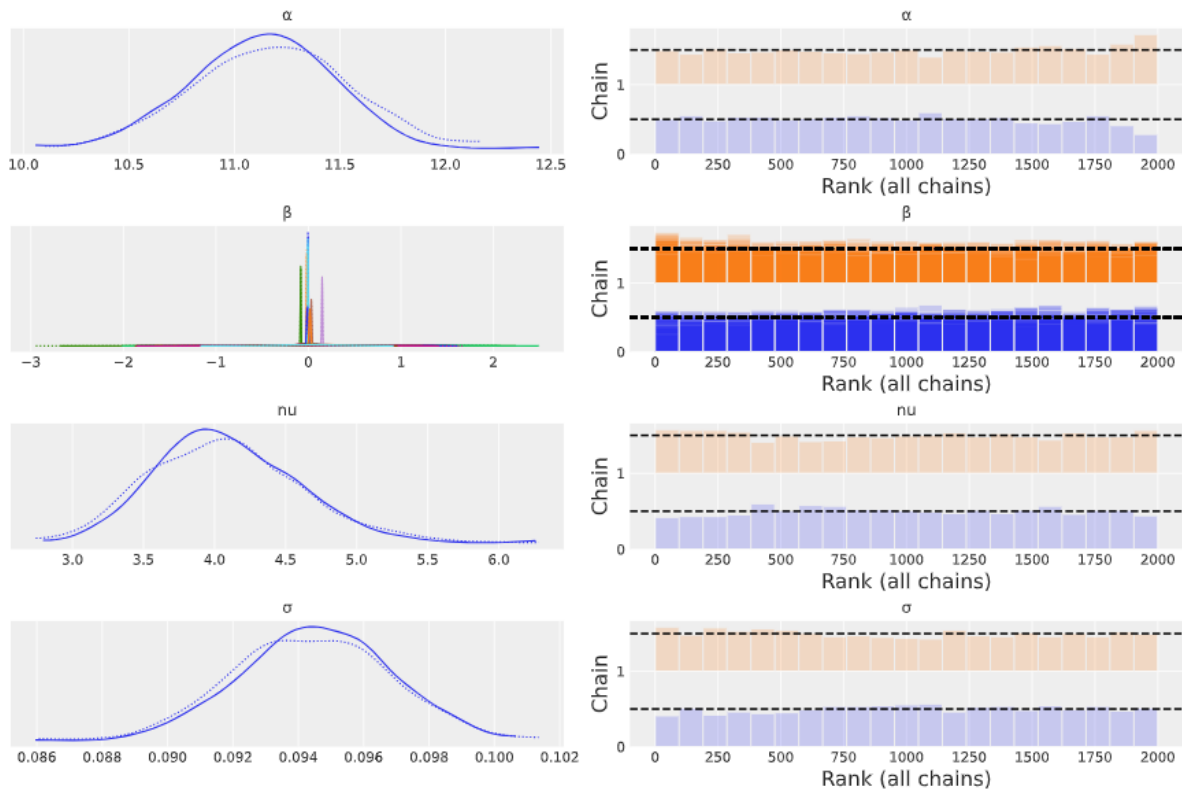 α
10.0 10.5 11.0 11.5 12.0 12.5
α
Chain
1
0
0 250 500 750 1000 1250 1500 1750 2000
Rank (all chains)
β
−3 −2 −1 0 1 2
β
Chain
1
0
0 250 500 750 1000 1250 1500 1750 2000
Rank (all chains)
nu
3.0 3.5 4.0 4.5 5.0 5.5 6.0
nu
Chain
1
0
0 250 500 750 1000 1250 1500 1750 2000
Rank (all chains)
σ
0.086 0.088 0.090 0.092 0.094 0.096 0.098 0.100 0.102
σ
Chain
1
0
0 250 500 750 1000 1250 1500 1750 2000
Rank (all chains)